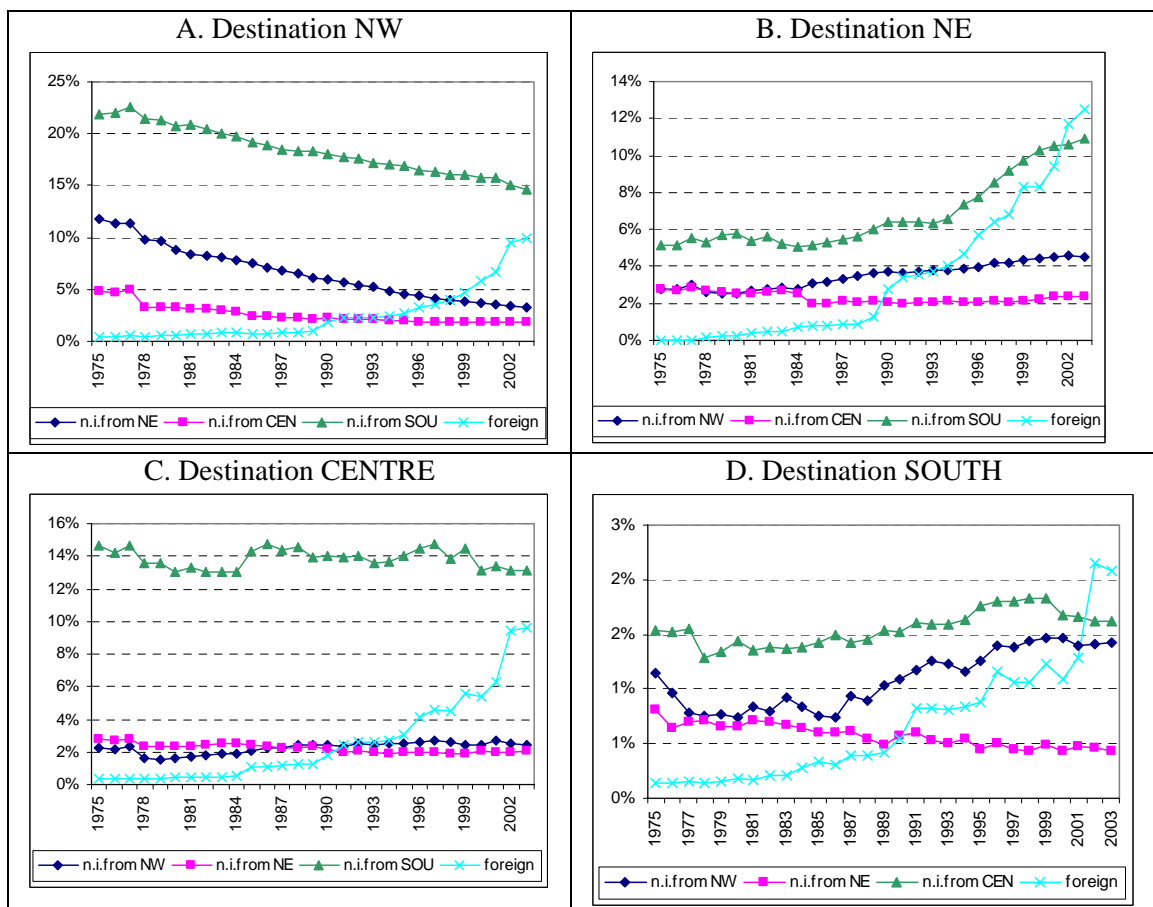 A. Destination NW
25%
20%
15%
10%
5%
0%
1975 1978 1981 1984 1987 1990 1993 1996 1999 2002
n.i.from NE n.i.from CEN n.i.from SOU foreign
B. Destination NE
14%
12%
10%
8%
6%
4%
2%
0%
1975 1978 1981 1984 1987 1990 1993 1996 1999 2002
n.i.from NW n.i.from CEN n.i.from SOU foreign
C. Destination CENTRE
16%
14%
12%
10%
8%
6%
4%
2%
0%
1975 1978 1981 1984 1987 1990 1993 1996 1999 2002
n.i.from NW n.i.from NE n.i.from SOU foreign
D. Destination SOUTH
3%
2%
2%
1%
1%
0%
1975 1977 1979 1981 1983 1985 1987 1989 1991 1993 1995 1997 1999 2001 2003
n.i.from NW n.i.from NE n.i.from CEN foreign